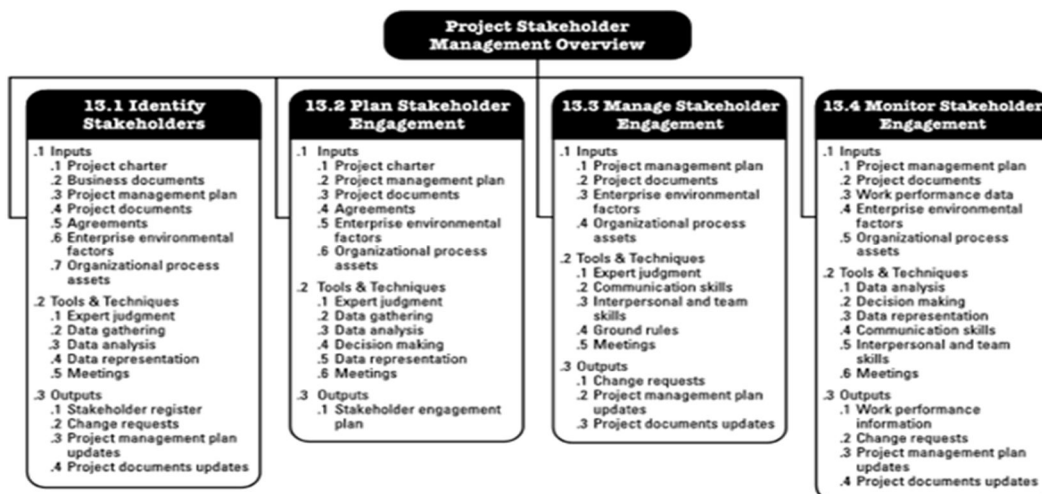 Project Stakeholder
Management Overview
13.1 Identify
Stakeholders
.1 Inputs
.1 Project charter
.2 Business documents
.3 Project management plan
.4 Project documents
.5 Agreements
.6 Enterprise environmental
factors
.7 Organizational process
assets
.2 Tools & Techniques
.1 Expert judgment
.2 Data gathering
.3 Data analysis
.4 Data representation
.5 Meetings
.3 Outputs
.1 Stakeholder register
.2 Change requests
.3 Project management plan
updates
.4 Project documents updates
13.2 Plan Stakeholder
Engagement
.1 Inputs
.1 Project charter
.2 Project management plan
.3 Project documents
.4 Agreements
.5 Enterprise environmental
factors
.6 Organizational process
assets
.2 Tools & Techniques
.1 Expert judgment
.2 Data gathering
.3 Data analysis
.4 Decision making
.5 Data representation
.6 Meetings
.3 Outputs
.1 Stakeholder engagement
plan
13.3 Manage Stakeholder
Engagement
.1 Inputs
.1 Project management plan
.2 Project documents
.3 Enterprise environmental
factors
.4 Organizational process
assets
.2 Tools & Techniques
.1 Expert judgment
.2 Communication skills
.3 Interpersonal and team
skills
.4 Ground rules
.5 Meetings
.3 Outputs
.1 Change requests
.2 Project management plan
updates
.3 Project documents updates
13.4 Monitor Stakeholder
Engagement
.1 Inputs
.1 Project management plan
.2 Project documents
.3 Work performance data
.4 Enterprise environmental
factors
.5 Organizational process
assets
.2 Tools & Techniques
.1 Data analysis
.2 Decision making
.3 Data representation
.4 Communication skills
.5 Interpersonal and team
skills
.6 Meetings
.3 Outputs
.1 Work performance
information
.2 Change requests
.3 Project management plan
updates
.4 Project documents updates